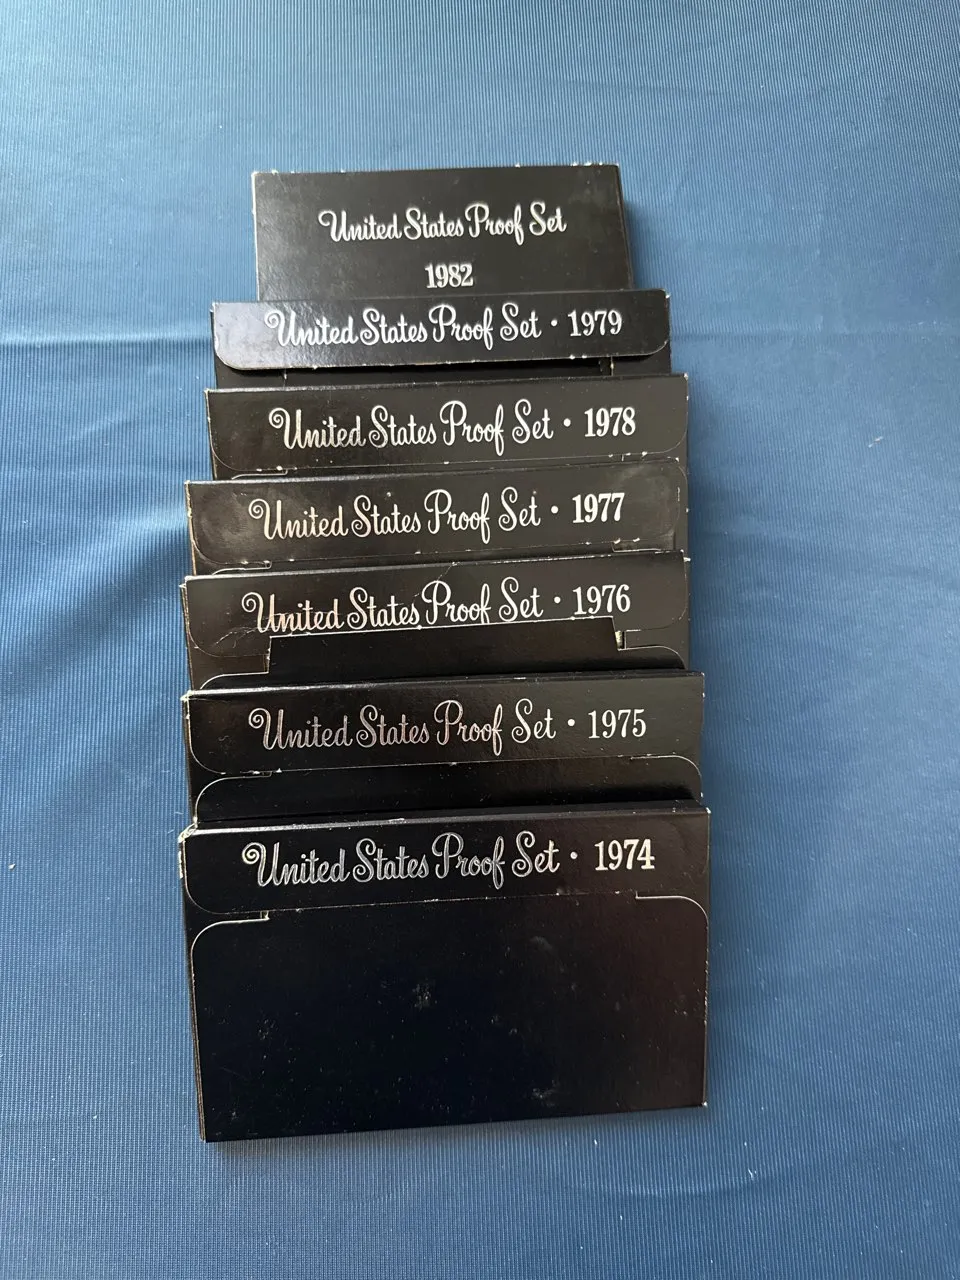 United States Proof Set
1982
United States Proof Set · 1979
United States Proof Set · 1978
United States Proof Set · 1977
United States Proof Set · 1976
United States Proof Set · 1975
United States Proof Set · 1974